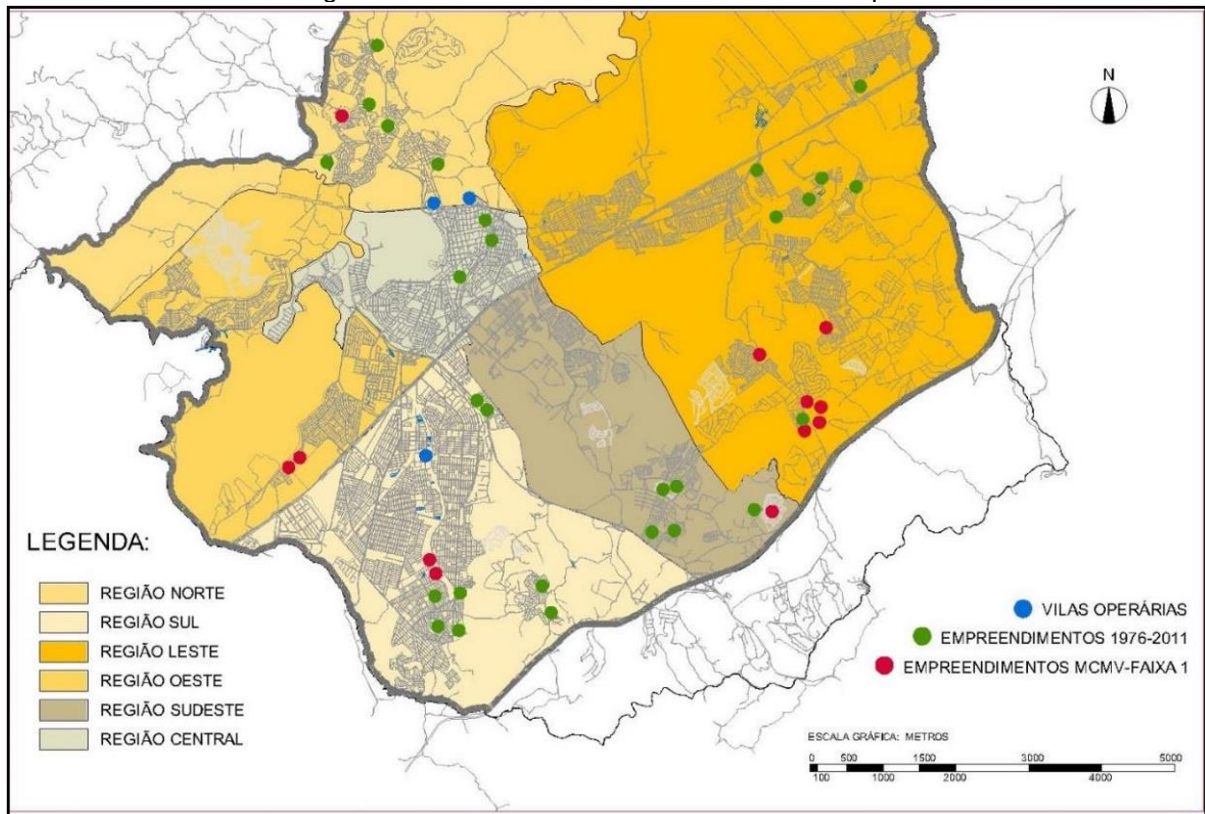 N
LEGENDA:
REGIÃO NORTE
REGIÃO SUL
REGIÃO LESTE
REGIÃO OESTE
REGIÃO SUDESTE
REGIÃO CENTRAL
VILAS OPERÁRIAS
EMPREENDIMENTOS 1976-2011
EMPREENDIMENTOS MCMV-FAIXA 1
ESCALA GRÁFICA: METROS
0 500 1000 3000 5000
100 1000 2000 4000